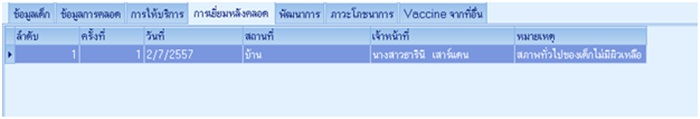 ข้อมูลเด็ก ข้อมูลการคลอด การให้บริการ การเยี่ยมหลังคลอด พัฒนาการ ภาวะโภชนาการ Vaccine จากที่อื่น
ลำดับ ครั้งที่ วันที่ สถานที่ เจ้าหน้าที่ หมายเหตุ
1 1 2/7/2557 บ้าน นางสาวธารินี เสาร์แดน สภาพทั่วไปของเด็กไม่มีผิวเหลือ